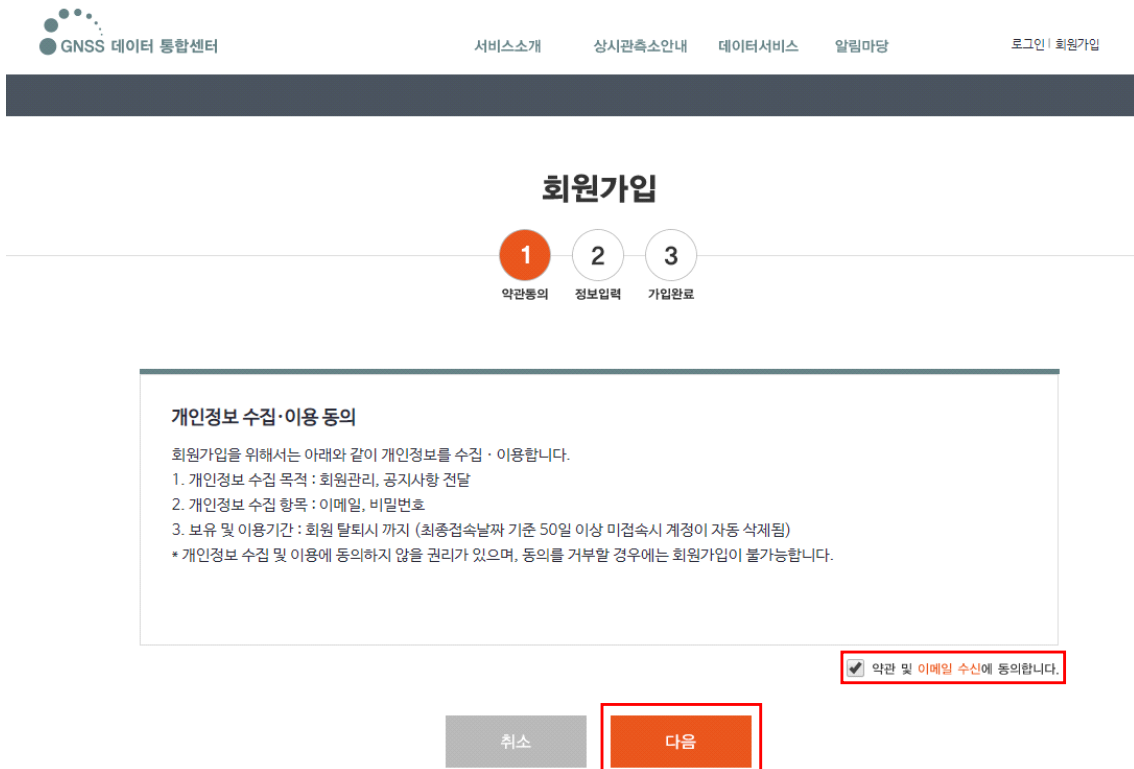 GNSS 데이터 통합센터
서비스소개 상시관측소안내 데이터서비스 알림마당
로그인 | 회원가입
회원가입
1 2 3
약관동의 정보입력 가입완료
개인정보 수집·이용 동의
회원가입을 위해서는 아래와 같이 개인정보를 수집 · 이용합니다.
1. 개인정보 수집 목적 : 회원관리, 공지사항 전달
2. 개인정보 수집 항목 : 이메일, 비밀번호
3. 보유 및 이용기간 : 회원 탈퇴시 까지 (최종접속날짜 기준 50일 이상 미접속시 계정이 자동 삭제됨)
* 개인정보 수집 및 이용에 동의하지 않을 권리가 있으며, 동의를 거부할 경우에는 회원가입이 불가능합니다.
약관 및 이메일 수신에 동의합니다.
취소 다음